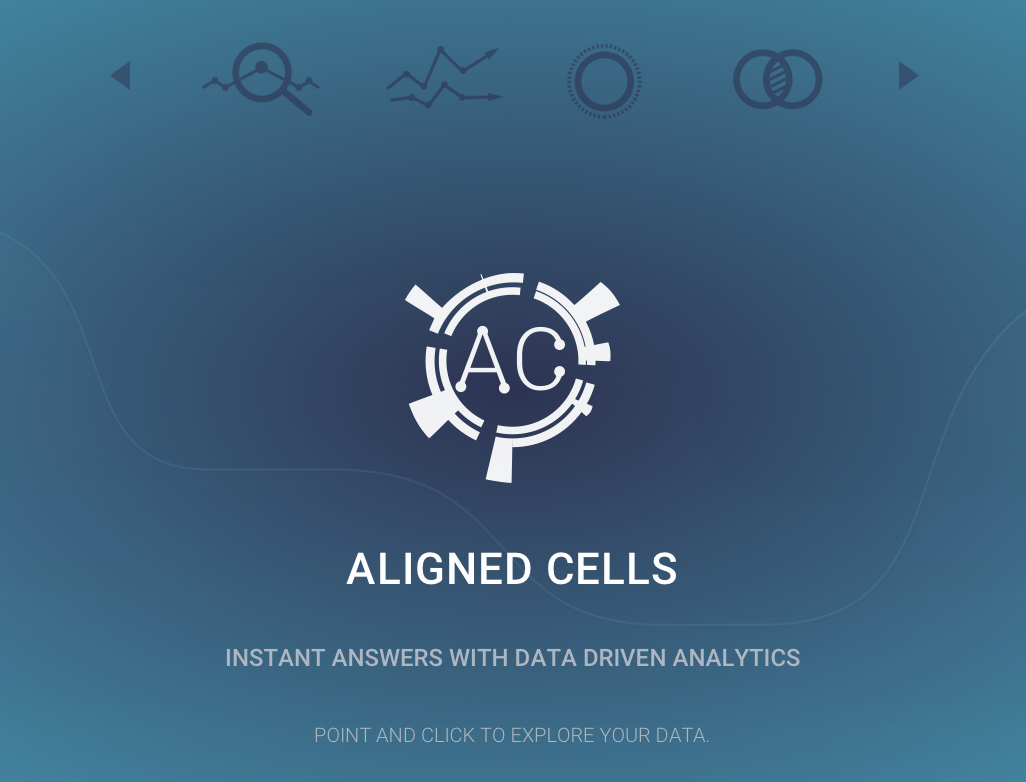 AC
ALIGNED CELLS
INSTANT ANSWERS WITH DATA DRIVEN ANALYTICS
POINT AND CLICK TO EXPLORE YOUR DATA.